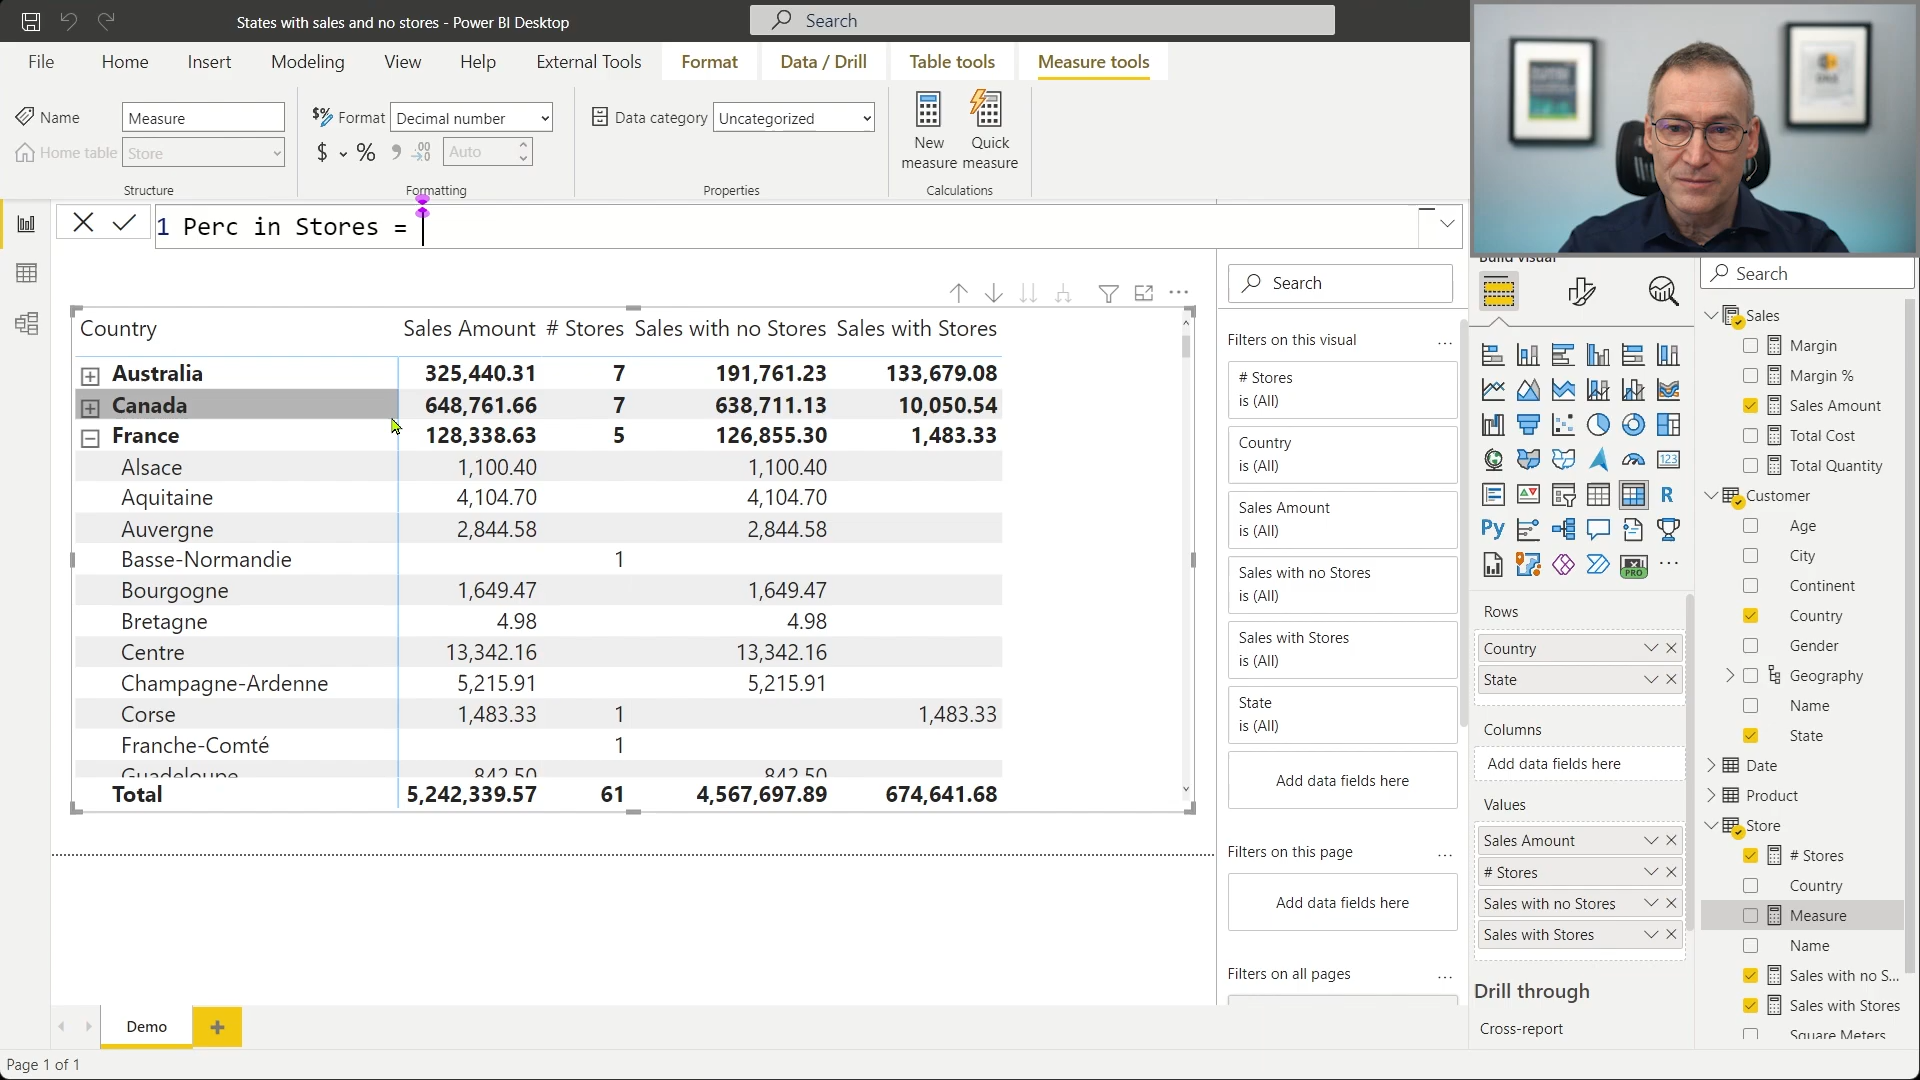 States with sales and no stores - Power BI Desktop
Search
File Home Insert Modeling View Help External Tools Format Data / Drill Table tools Measure tools
Name Measure
Home table Store
Structure
Format Decimal number
$ % Auto
Formatting
Data category Uncategorized
Properties
New measure
Quick measure
Calculations
1 Perc in Stores =
Country Sales Amount # Stores Sales with no Stores Sales with Stores
Australia 325,440.31 7 191,761.23 133,679.08
Canada 648,761.66 7 638,711.13 10,050.54
France 128,338.63 5 126,855.30 1,483.33
Alsace 1,100.40 1,100.40
Aquitaine 4,104.70 4,104.70
Auvergne 2,844.58 2,844.58
Basse-Normandie 1
Bourgogne 1,649.47 1,649.47
Bretagne 4.98 4.98
Centre 13,342.16 13,342.16
Champagne-Ardenne 5,215.91 5,215.91
Corse 1,483.33 1 1,483.33
Franche-Comté 1
Guadeloupe 842.50 842.50
Total 5,242,339.57 61 4,567,697.89 674,641.68
Search
Filters on this visual ...
# Stores
is (All)
Country
is (All)
Sales Amount
is (All)
Sales with no Stores
is (All)
Sales with Stores
is (All)
State
is (All)
Add data fields here
Filters on this page ...
Add data fields here
Filters on all pages ...
Build visual
R
Py
123
PRO
...
Rows
Country
State
Columns
Add data fields here
Values
Sales Amount
# Stores
Sales with no Stores
Sales with Stores
Drill through
Cross-report
Search
Sales
Margin
Margin %
Sales Amount
Total Cost
Total Quantity
Customer
Age
City
Continent
Country
Gender
Geography
Name
State
Date
Product
Store
# Stores
Country
Measure
Name
Sales with no S...
Sales with Stores
Square Meters
Demo
Page 1 of 1